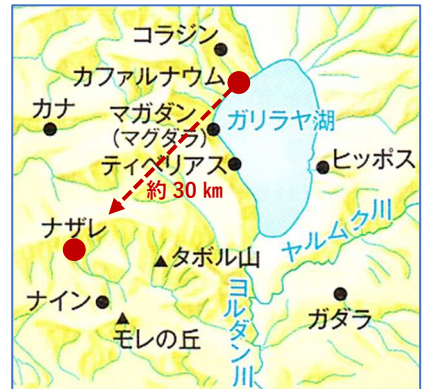 コラジン
カファルナウム
カナ
マガダン
(マグダラ)
ガリラヤ湖
ティベリアス
ヒッポス
約 30 ㎞
ナザレ
ヤルムク川
タボル山
ヨルダン川
ナイン
ガダラ
モレの丘